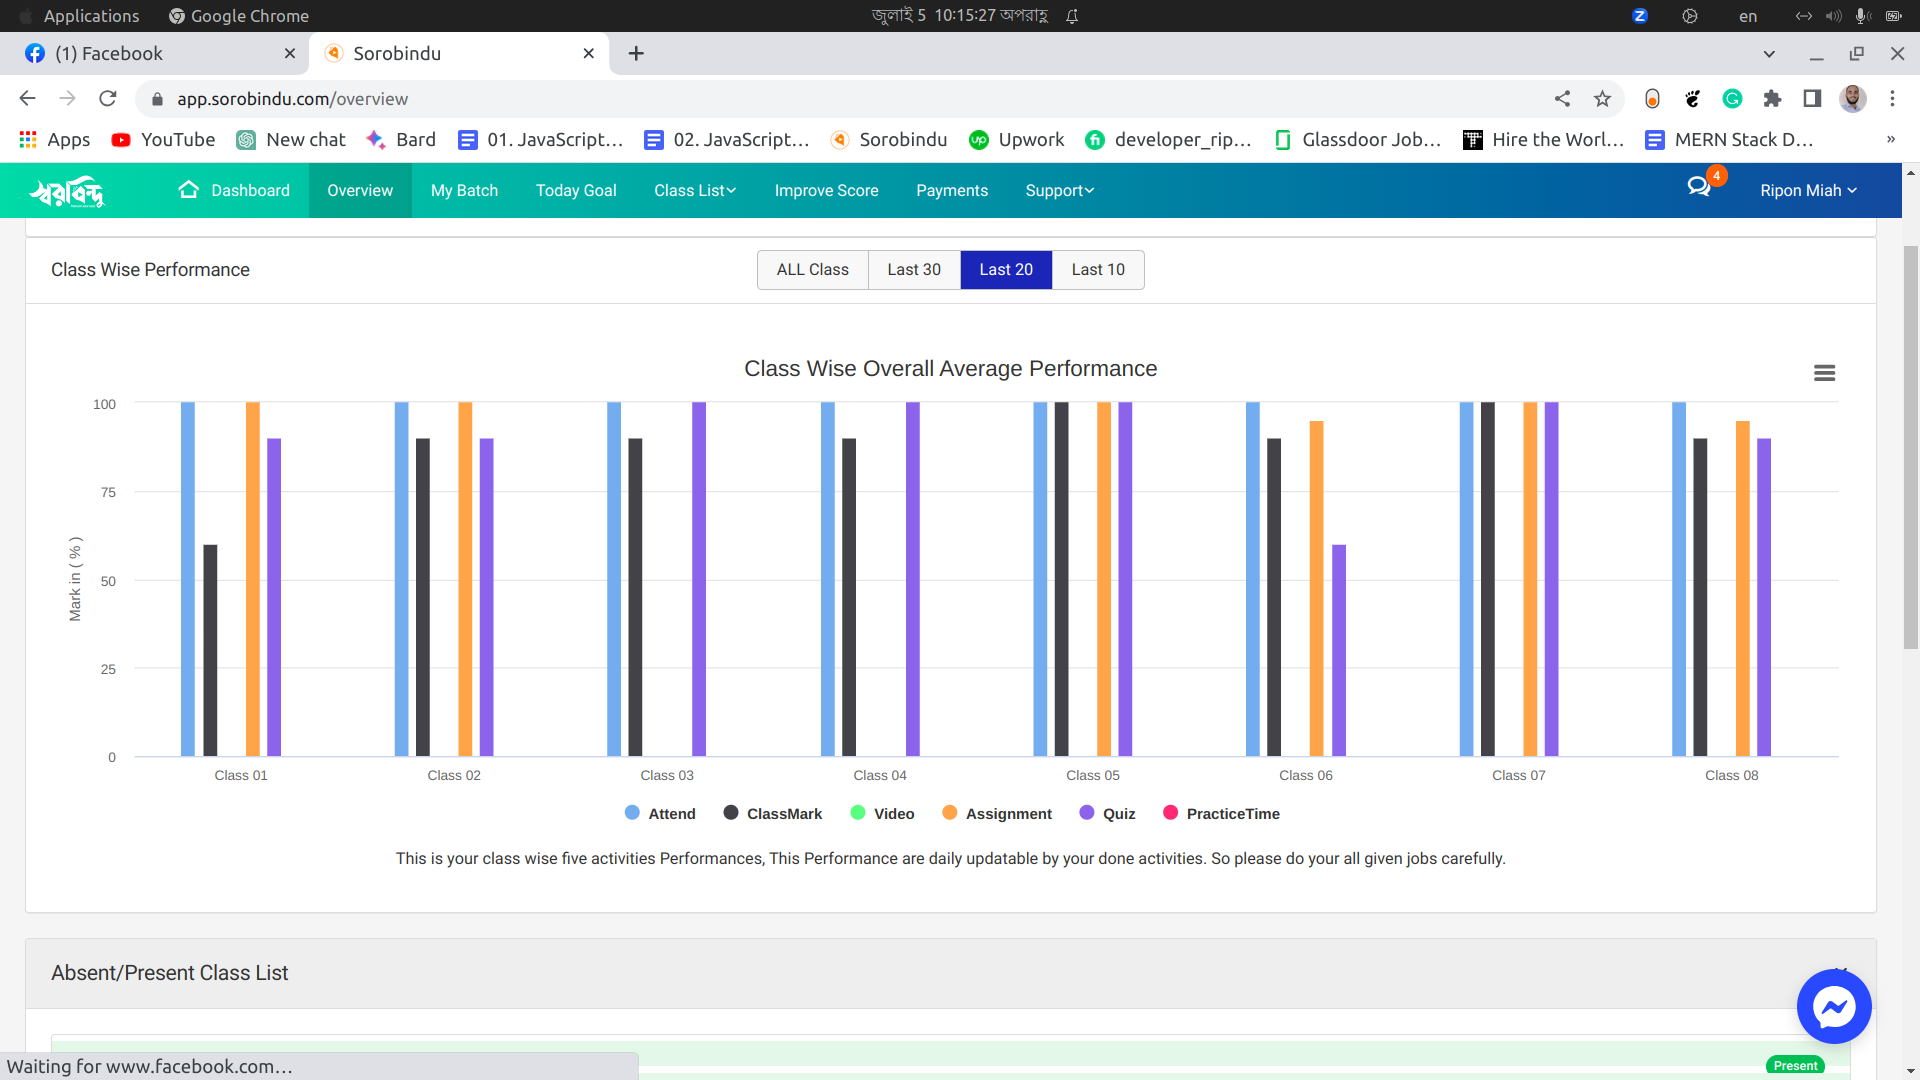 Applications Google Chrome জুলাই 5 10:15:27 অপরাহ্ণ en
(1) Facebook Sorobindu
app.sorobindu.com/overview
Apps YouTube New chat Bard 01. JavaScript... 02. JavaScript... Sorobindu Upwork developer_rip... Glassdoor Job... Hire the Worl... MERN Stack D...
স্বরবিন্দু Dashboard Overview My Batch Today Goal Class List Improve Score Payments Support 4 Ripon Miah
Class Wise Performance ALL Class Last 30 Last 20 Last 10
Class Wise Overall Average Performance
100
75
50
25
0
Mark in ( % )
Class 01 Class 02 Class 03 Class 04 Class 05 Class 06 Class 07 Class 08
Attend ClassMark Video Assignment Quiz PracticeTime
This is your class wise five activities Performances, This Performance are daily updatable by your done activities. So please do your all given jobs carefully.
Absent/Present Class List
Present
Waiting for www.facebook.com...